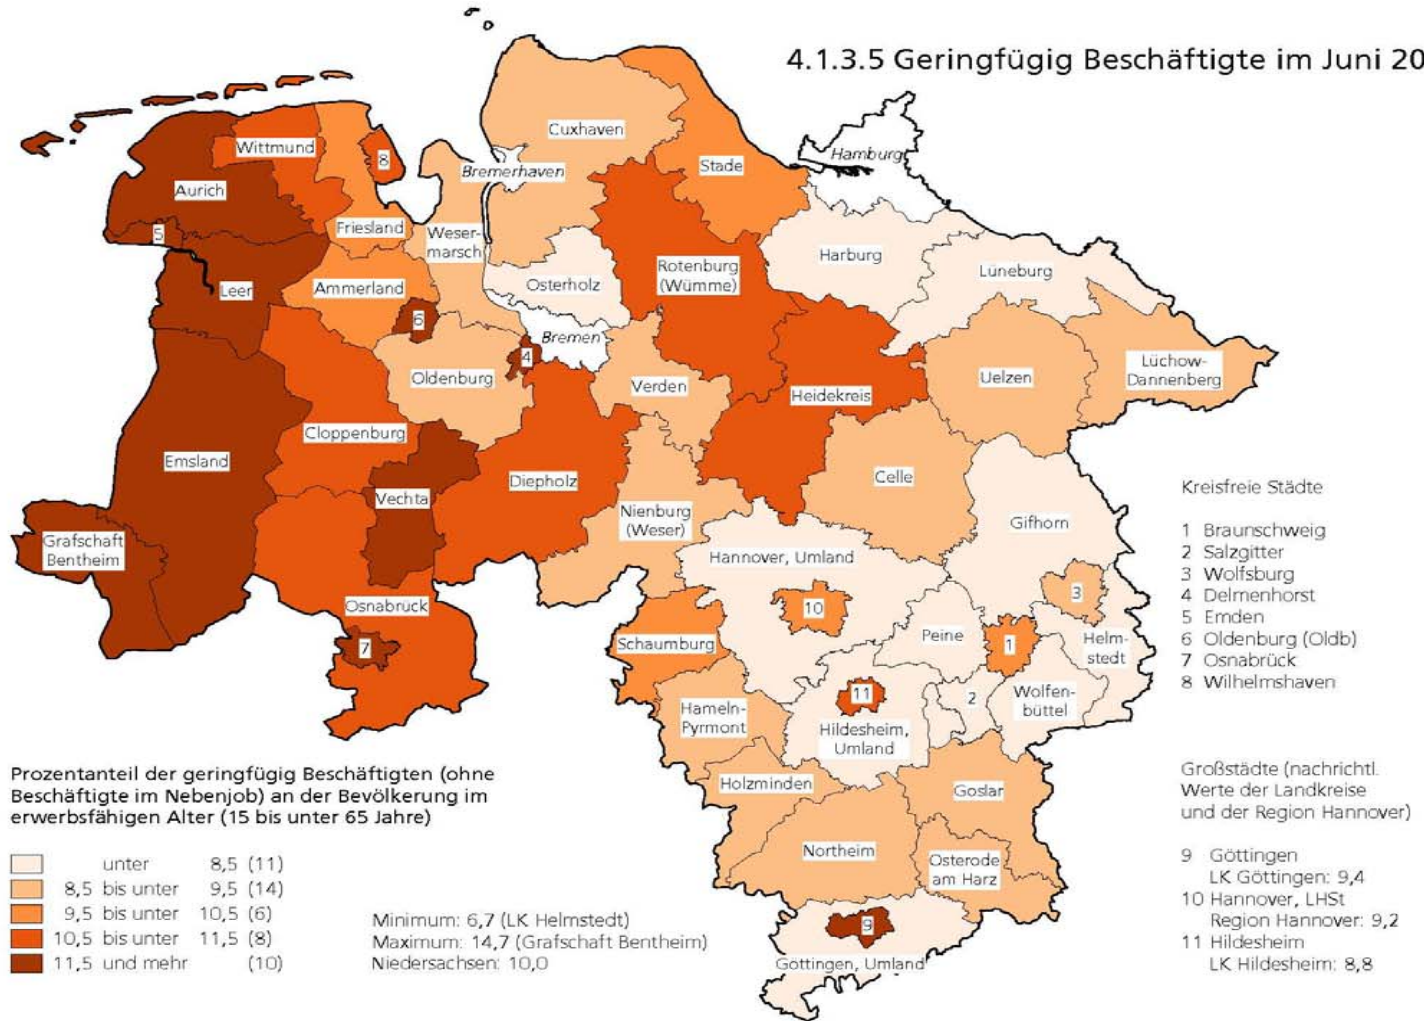 4.1.3.5 Geringfügig Beschäftigte im Juni 20
Cuxhaven
Wittmund
8
Stade
Hamburg
Bremerhaven
Aurich
Friesland
Weser-
marsch
5
Harburg
Lüneburg
Rotenburg
(Wümme)
Osterholz
Leer
Ammerland
6
Bremen
4
Oldenburg
Verden
Heidekreis
Uelzen
Lüchow-
Dannenberg
Cloppenburg
Emsland
Vechta
Diepholz
Celle
Nienburg
(Weser)
Gifhorn
Grafschaft
Bentheim
Hannover, Umland
Osnabrück
10
3
Schaumburg
Peine
1
Helm-
stedt
7
11
2
Wolfen-
büttel
Hameln-
Pyrmont
Hildesheim,
Umland
Holzminden
Goslar
Northeim
Osterode
am Harz
9
Göttingen, Umland
Kreisfreie Städte
1 Braunschweig
2 Salzgitter
3 Wolfsburg
4 Delmenhorst
5 Emden
6 Oldenburg (Oldb)
7 Osnabrück
8 Wilhelmshaven
Großstädte (nachrichtl.
Werte der Landkreise
und der Region Hannover)
9 Göttingen
LK Göttingen: 9,4
10 Hannover, LHSt
Region Hannover: 9,2
11 Hildesheim
LK Hildesheim: 8,8
Prozentanteil der geringfügig Beschäftigten (ohne
Beschäftigte im Nebenjob) an der Bevölkerung im
erwerbsfähigen Alter (15 bis unter 65 Jahre)
unter 8,5 (11)
8,5 bis unter 9,5 (14)
9,5 bis unter 10,5 (6)
10,5 bis unter 11,5 (8)
11,5 und mehr (10)
Minimum: 6,7 (LK Helmstedt)
Maximum: 14,7 (Grafschaft Bentheim)
Niedersachsen: 10,0